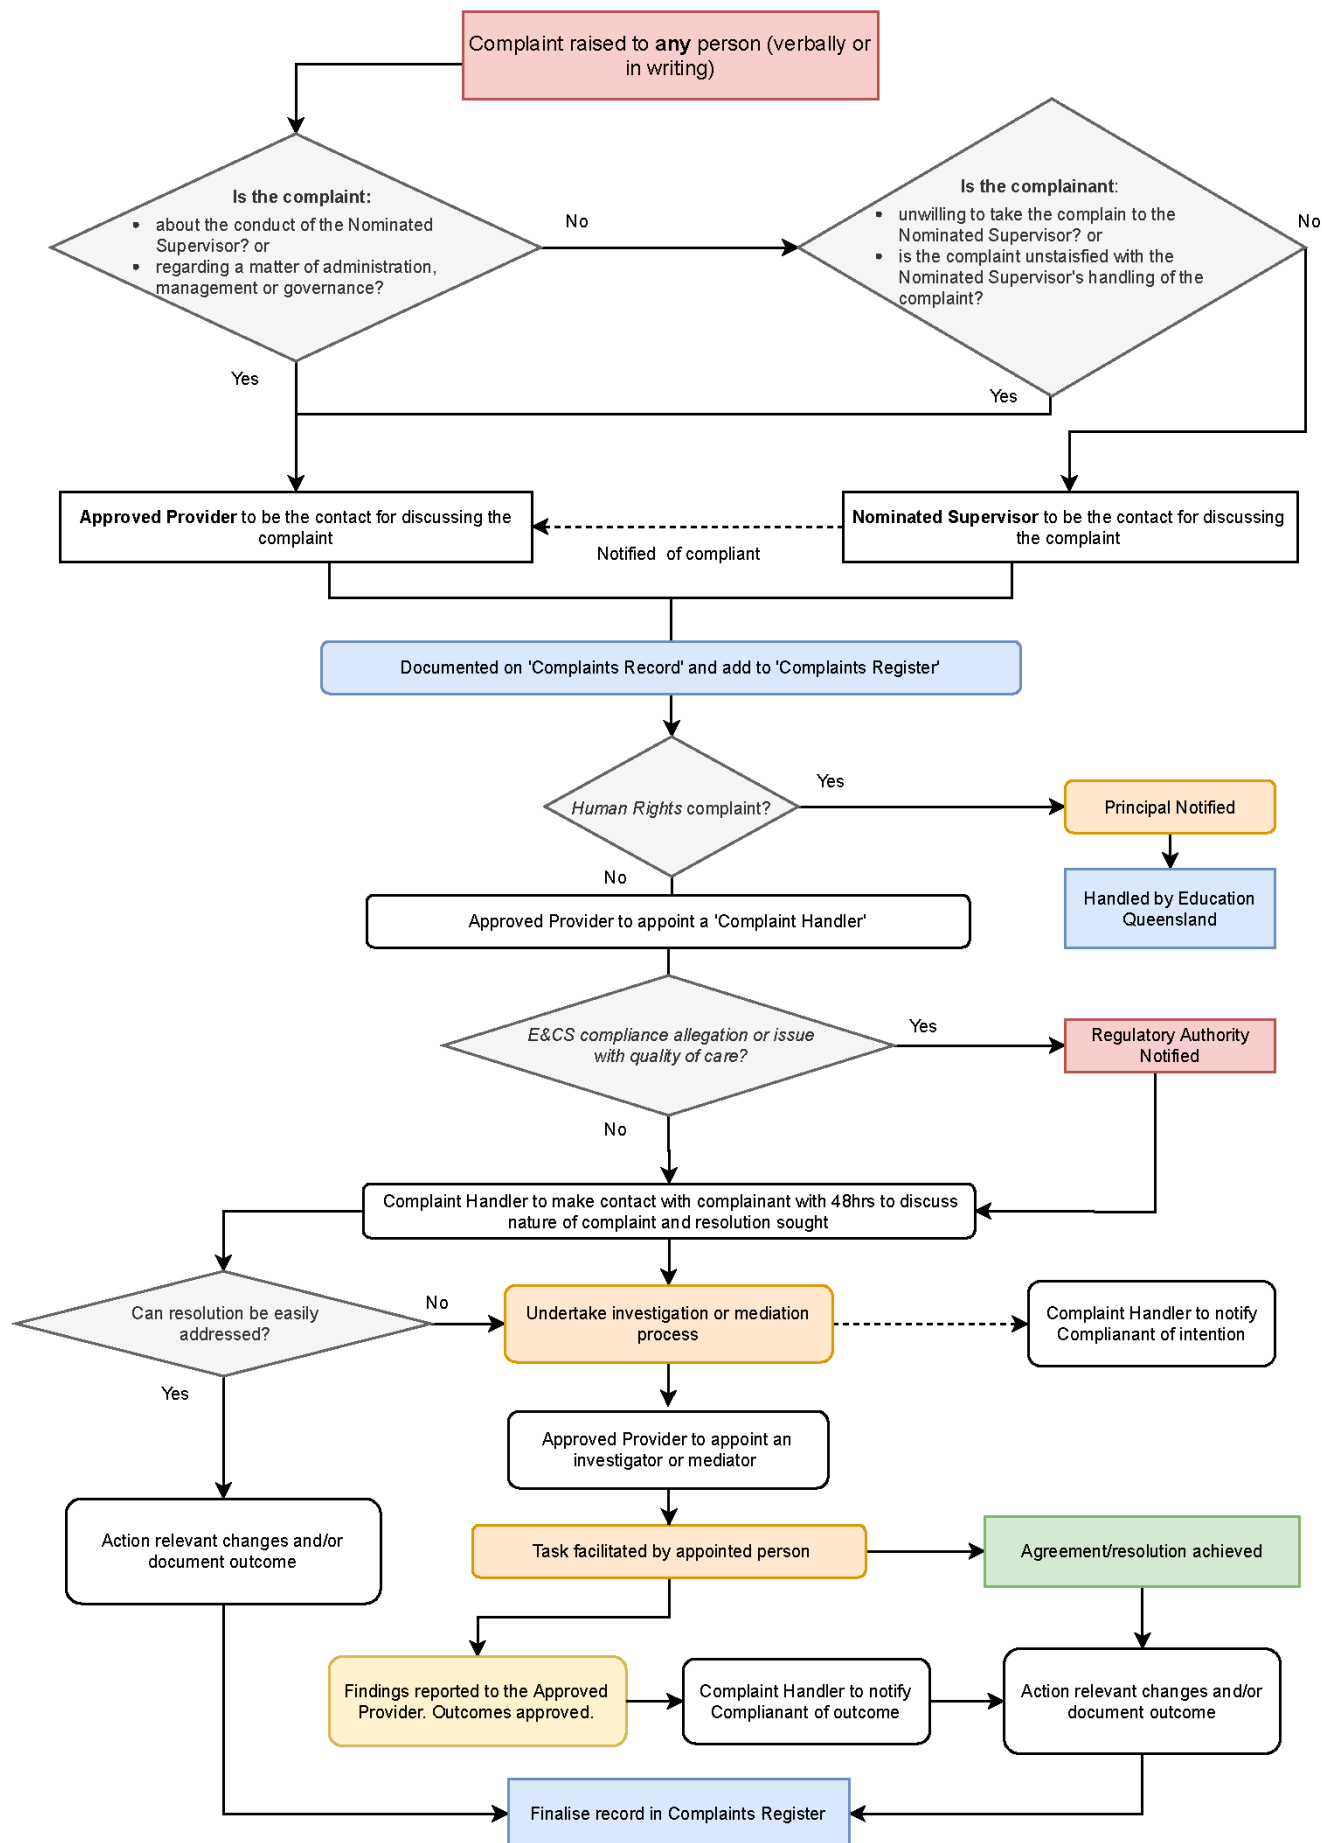 Complaint raised to any person (verbally or
in writing)
Is the complaint:
• about the conduct of the Nominated
Supervisor? or
• regarding a matter of administration,
management or governance?
No
Is the complainant:
• unwilling to take the complain to the
Nominated Supervisor? or
• is the complaint unstaisfied with the
Nominated Supervisor's handling of the
complaint?
No
Yes
Yes
Approved Provider to be the contact for discussing the
complaint
Notified of compliant
Nominated Supervisor to be the contact for discussing
the complaint
Documented on 'Complaints Record' and add to 'Complaints Register'
Human Rights complaint?
Yes
Principal Notified
No
Handled by Education
Queensland
Approved Provider to appoint a 'Complaint Handler'
E&CS compliance allegation or issue
with quality of care?
Yes
Regulatory Authority
Notified
No
Complaint Handler to make contact with complainant with 48hrs to discuss
nature of complaint and resolution sought
Can resolution be easily
addressed?
No
Undertake investigation or mediation
process
Complaint Handler to notify
Complianant of intention
Yes
Approved Provider to appoint an
investigator or mediator
Action relevant changes and/or
document outcome
Task facilitated by appointed person
Agreement/resolution achieved
Findings reported to the Approved
Provider. Outcomes approved.
Complaint Handler to notify
Complianant of outcome
Action relevant changes and/or
document outcome
Finalise record in Complaints Register